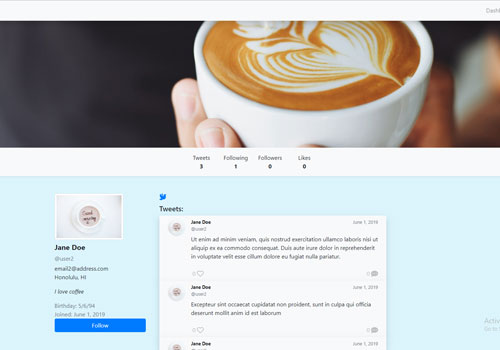 Tweets Following Followers Likes
3 1 0 0
Tweets:
Jane Doe
@user2
email2@address.com
Honolulu, HI
I love coffee
Birthday: 5/6/94
Joined: June 1, 2019
Follow
Jane Doe June 1, 2019
@user2
Ut enim ad minim veniam, quis nostrud exercitation ullamco laboris nisi ut
aliquip ex ea commodo consequat. Duis aute irure dolor in reprehenderit
in voluptate velit esse cillum dolore eu fugiat nulla pariatur.
0 0
Jane Doe June 1, 2019
@user2
Excepteur sint occaecat cupidatat non proident, sunt in culpa qui officia
deserunt mollit anim id est laborum
0 0
Jane Doe June 1, 2019
@user2